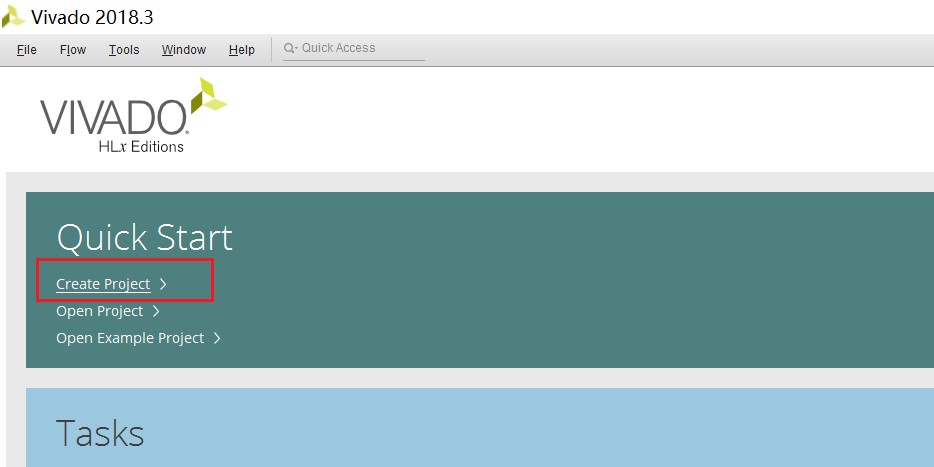 Vivado 2018.3
File Flow Tools Window Help Quick Access
VIVADO.
HLx Editions
Quick Start
Create Project >
Open Project >
Open Example Project >
Tasks